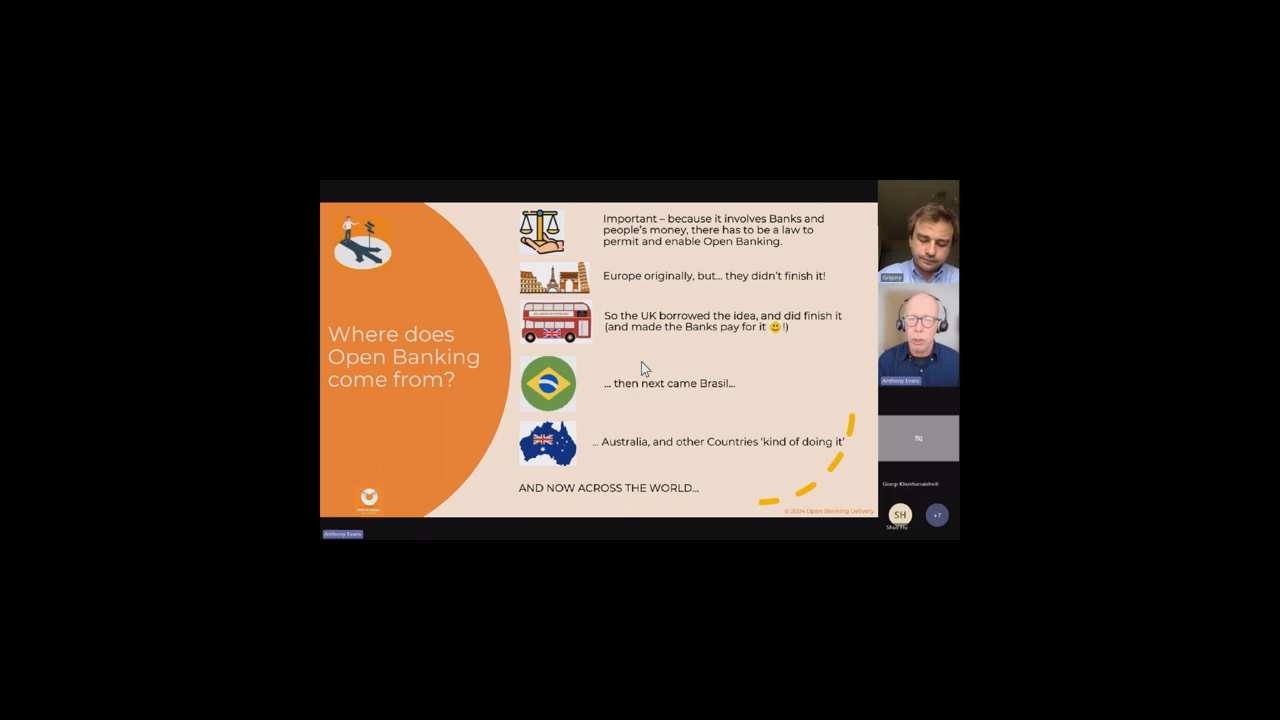 Where does
Open Banking
come from?
Important – because it involves Banks and
people's money, there has to be a law to
permit and enable Open Banking.
Europe originally, but... they didn't finish it!
So the UK borrowed the idea, and did finish it
(and made the Banks pay for it 😃!)
... then next came Brasil...
... Australia, and other Countries 'kind of doing it'
AND NOW ACROSS THE WORLD...
© 2024 Open Banking Delivery
Anthony Evans
Grigory
Anthony Evans
SH
+7